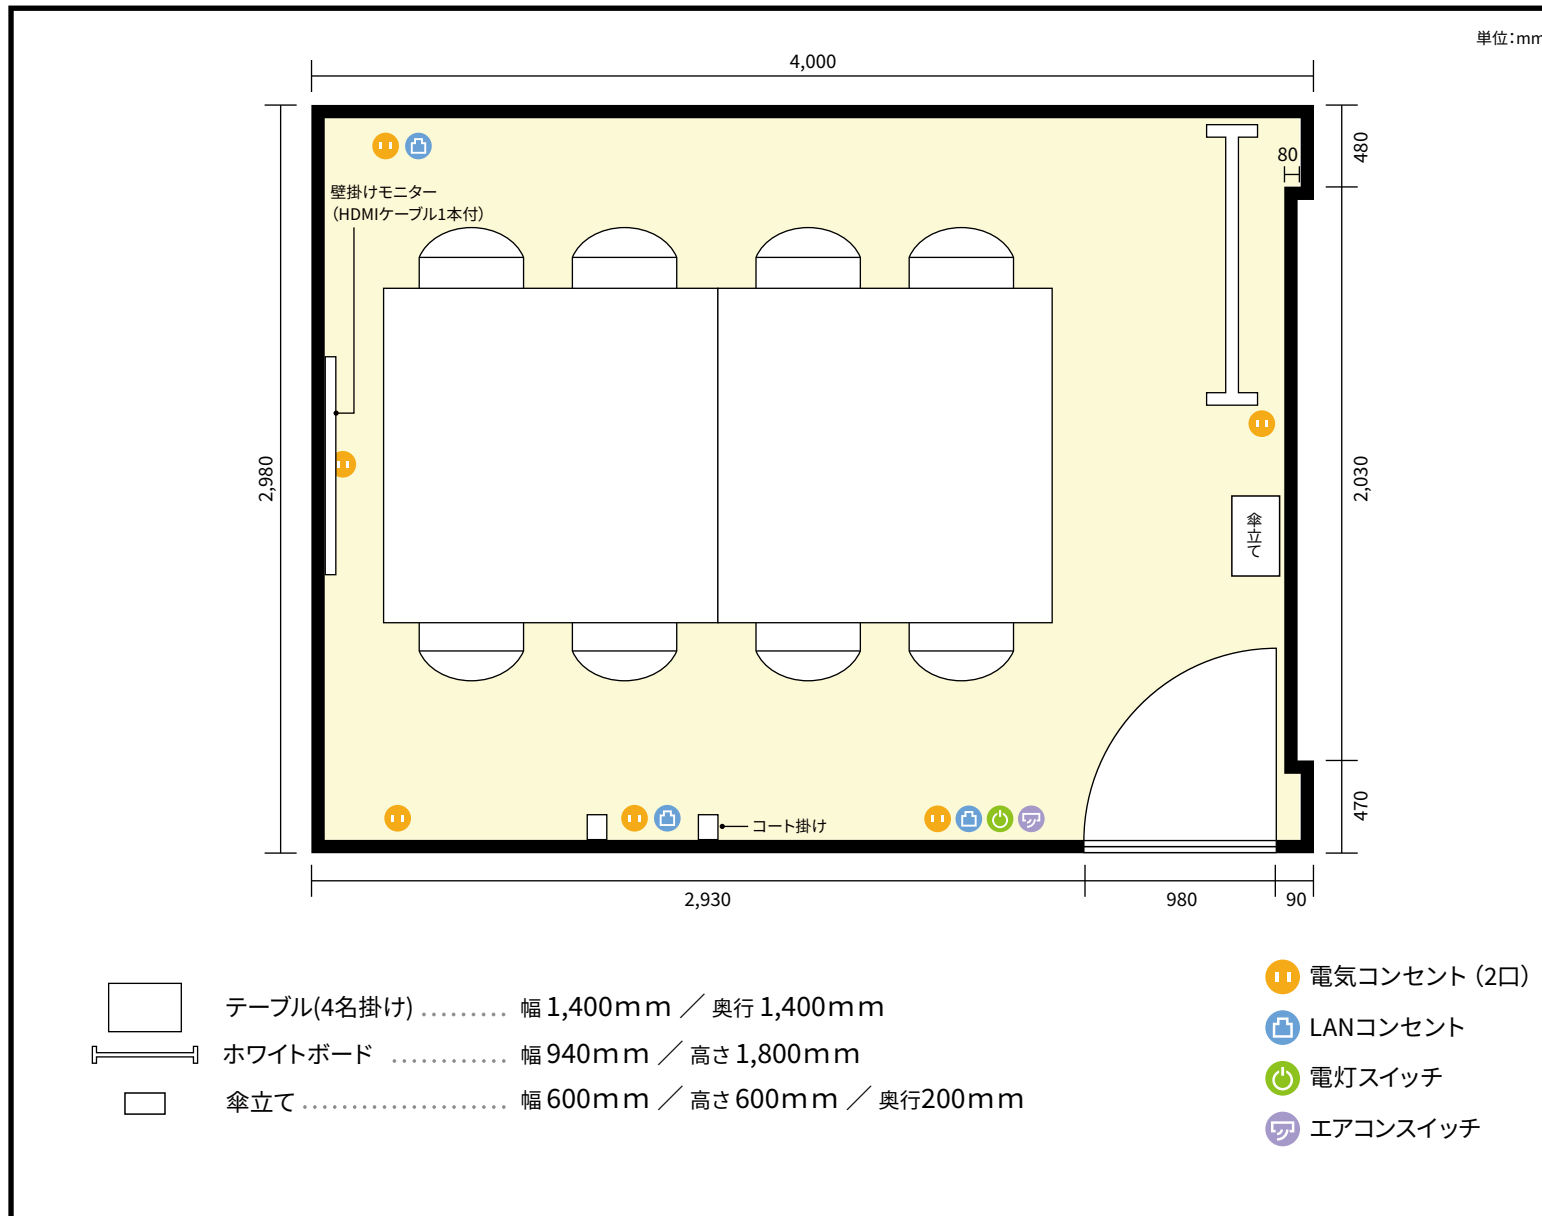 単位：mm
4,000
480
80
壁掛けモニター
（HDMIケーブル1本付）
2,980
2,030
傘立て
470
コート掛け
2,930
980
90
テーブル(4名掛け) ......... 幅 1,400mm ／ 奥行 1,400mm
ホワイトボード ............ 幅 940mm ／ 高さ 1,800mm
傘立て ..................... 幅 600mm ／ 高さ 600mm ／ 奥行200mm
電気コンセント（2口）
LANコンセント
電灯スイッチ
エアコンスイッチ